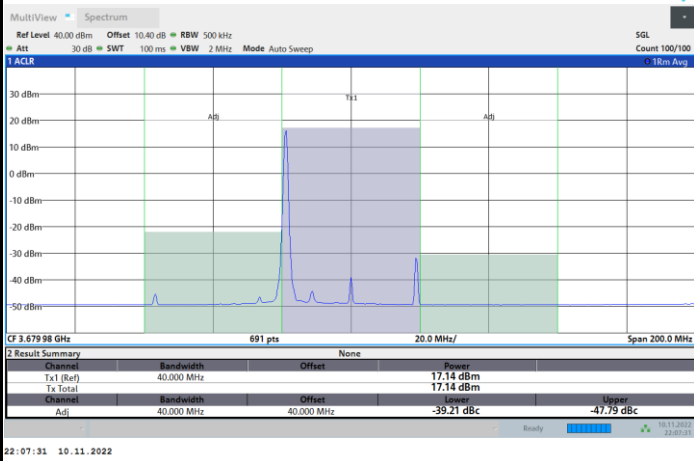 MultiView Spectrum
Ref Level 40.00 dBm Offset 10.40 dB RBW 500 kHz SGL
Att 30 dB SWT 100 ms VBW 2 MHz Mode Auto Sweep Count 100/100
1 ACLR 1Rm Avg
30 dBm
Tx1
20 dBm Adj Adj
10 dBm
0 dBm
-10 dBm
-20 dBm
-30 dBm
-40 dBm
-50 dBm
CF 3.67998 GHz 691 pts 20.0 MHz/ Span 200.0 MHz
2 Result Summary None
Channel Bandwidth Offset Power
Tx1 (Ref) 40.000 MHz 17.14 dBm
Tx Total 17.14 dBm
Channel Bandwidth Offset Lower Upper
Adj 40.000 MHz 40.000 MHz -39.21 dBc -47.79 dBc
Ready 10.11.2022
22:07:31
22:07:31 10.11.2022